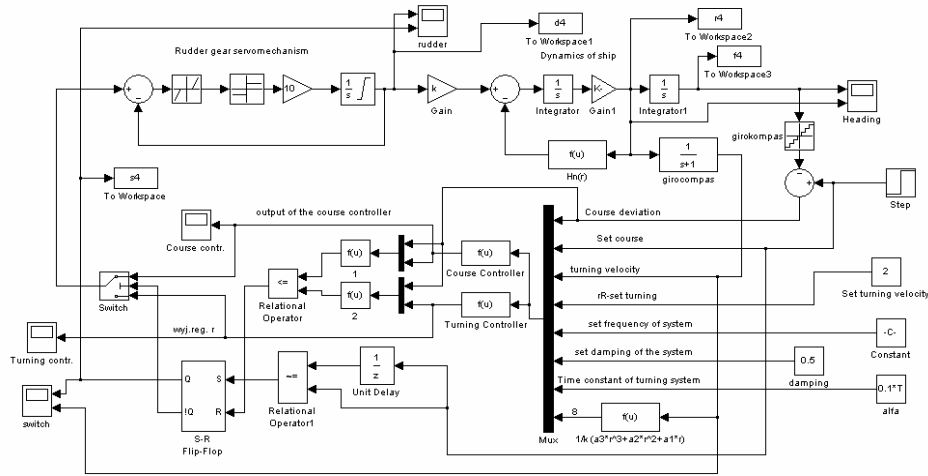 r4
To Workspace2
d4
To Workspace1
rudder
Rudder gear servomechanism
Dynamics of ship
f4
To Workspace3
10
1
s
k
Gain
1
s
Integrator
K-
Gain1
1
s
Integrator1
Heading
girokompas
f(u)
Hn(r)
1
s+1
girocompas
s4
To Workspace
Step
output of the course controller
Course deviation
Course contr.
Set course
f(u)
1
f(u)
Course Controller
<=
Relational
Operator
turning velocity
2
Set turning velocity
Switch
f(u)
2
f(u)
Turning Controller
rR-set turning
wyj.reg. r
set frequency of system
-C-
Constant
Turning contr.
set damping of the system
0.5
damping
Q
S
!Q
R
S-R
Flip-Flop
~=
Relational
Operator1
1
z
Unit Delay
Time constant of turning system
0.1*T
alfa
switch
8
f(u)
1/k (a3*r^3+a2*r^2+a1*r)
Mux